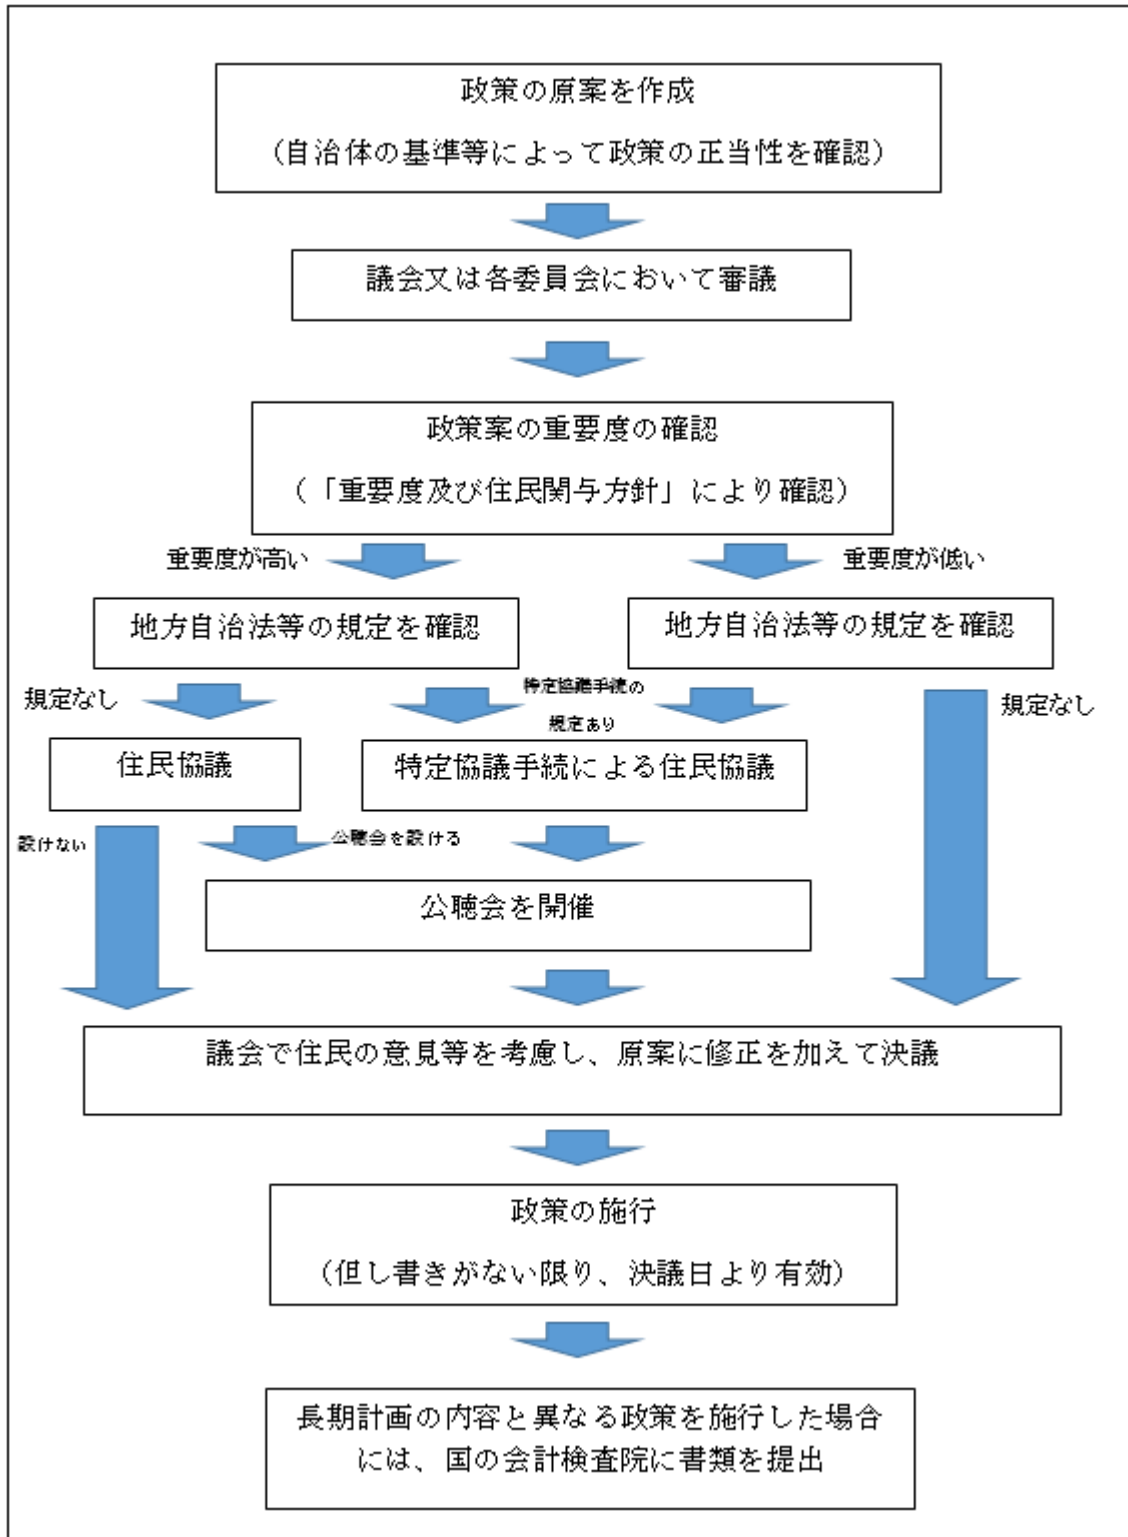 政策の原案を作成
（自治体の基準等によって政策の正当性を確認）
議会又は各委員会において審議
政策案の重要度の確認
（「重要度及び住民関与方針」により確認）
重要度が高い
重要度が低い
地方自治法等の規定を確認
地方自治法等の規定を確認
規定なし
特定協議手続の
規定あり
規定なし
住民協議
特定協議手続による住民協議
設けない
公聴会を設ける
公聴会を開催
議会で住民の意見等を考慮し、原案に修正を加えて決議
政策の施行
（但し書きがない限り、決議日より有効）
長期計画の内容と異なる政策を施行した場合
には、国の会計検査院に書類を提出